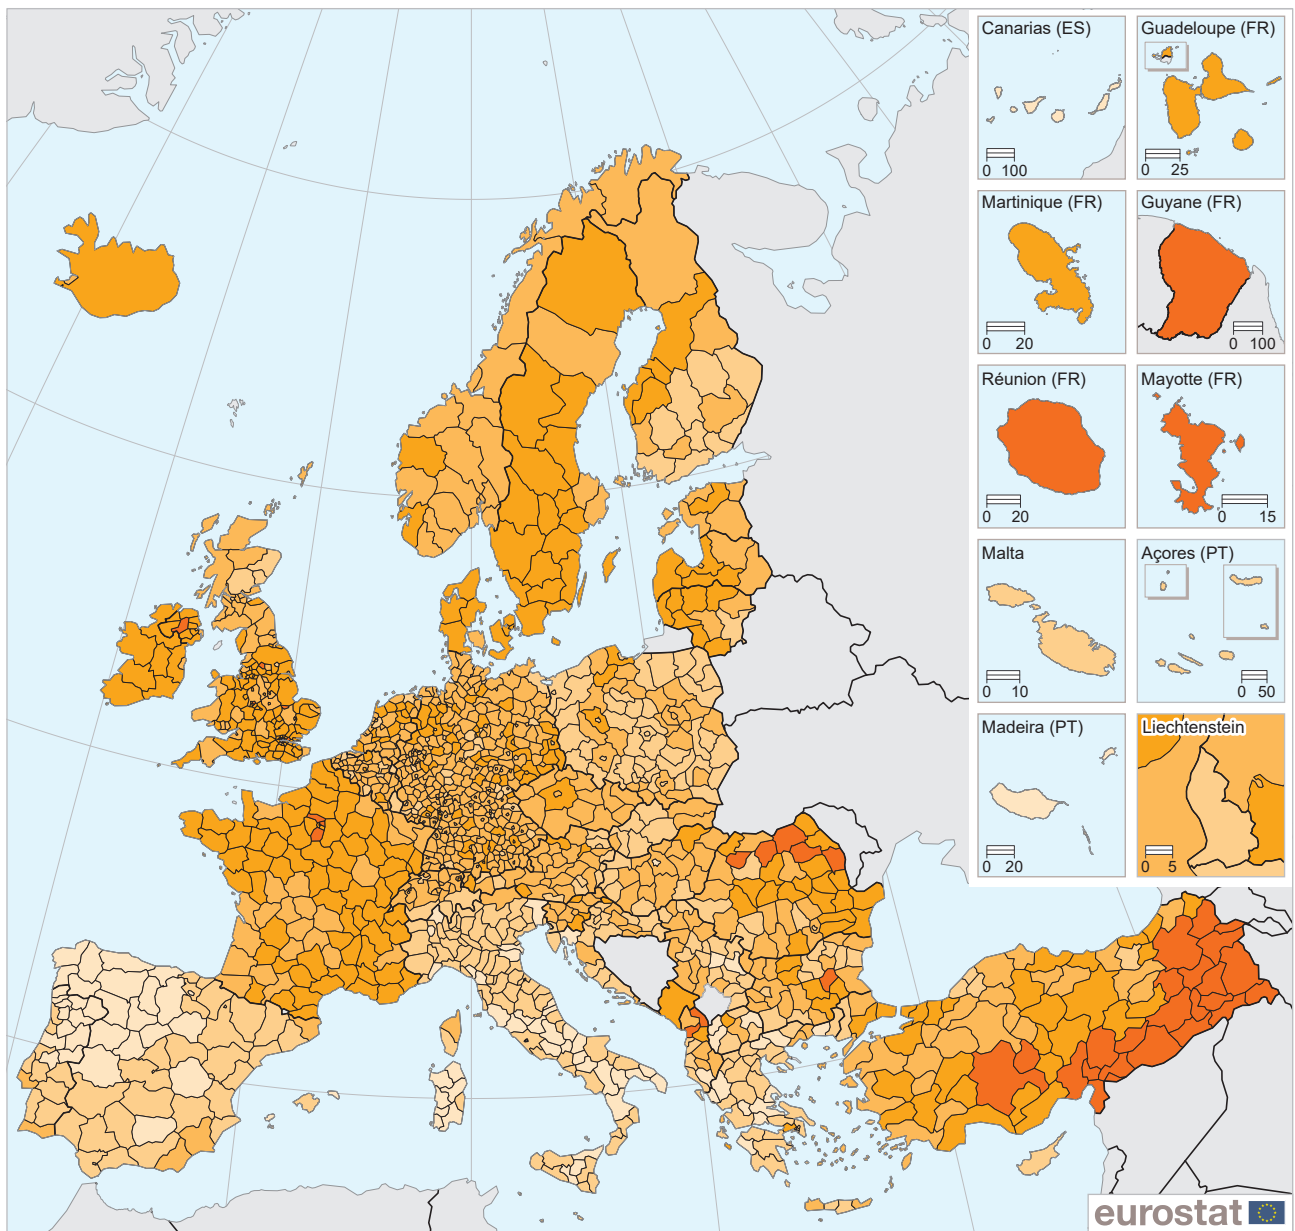 Canarias (ES)
0 100
Guadeloupe (FR)
0 25
Martinique (FR)
0 20
Guyane (FR)
0 100
Réunion (FR)
0 20
Mayotte (FR)
0 15
Malta
0 10
Açores (PT)
0 50
Madeira (PT)
0 20
Liechtenstein
0 5
eurostat